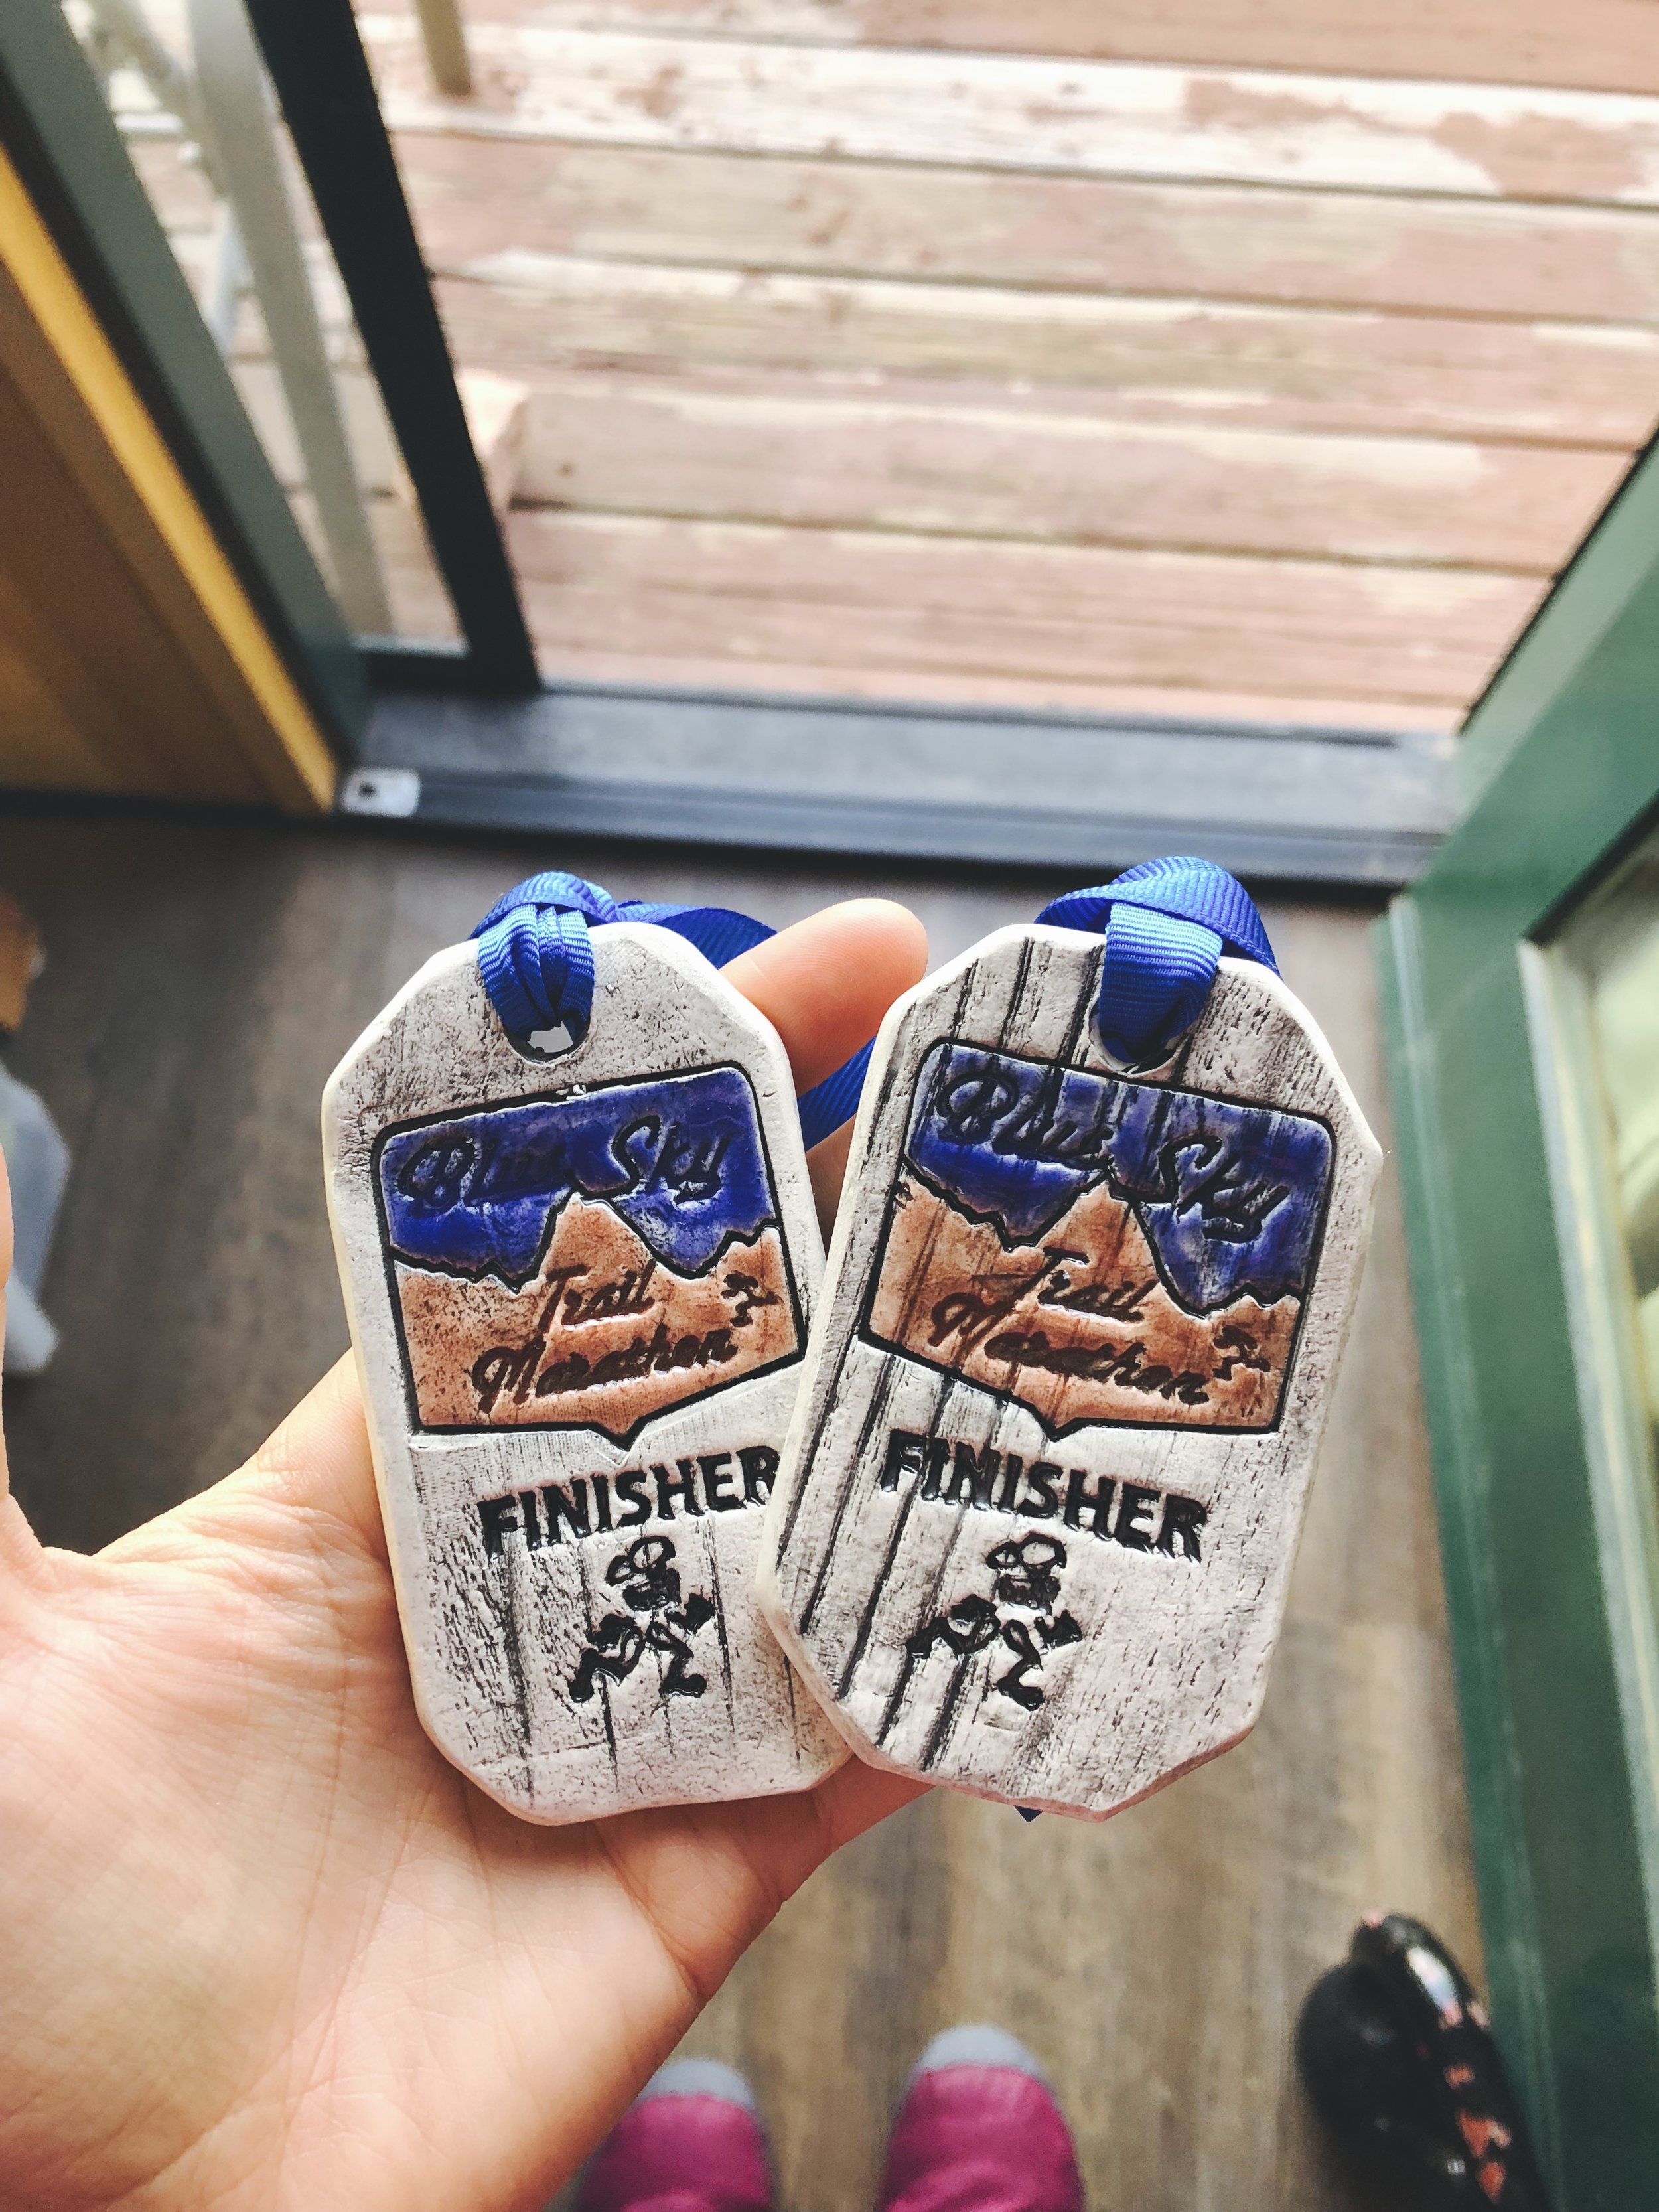 Blue Sky
Trail
Marathon
FINISHER
Blue Sky
Trail
Marathon
FINISHER